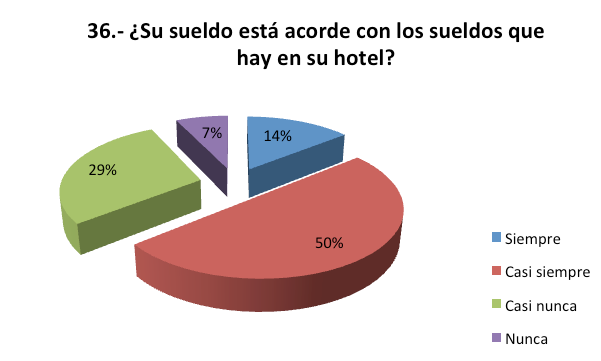 36.- ¿Su sueldo está acorde con los sueldos que
hay en su hotel?
7%
14%
29%
50%
Siempre
Casi siempre
Casi nunca
Nunca